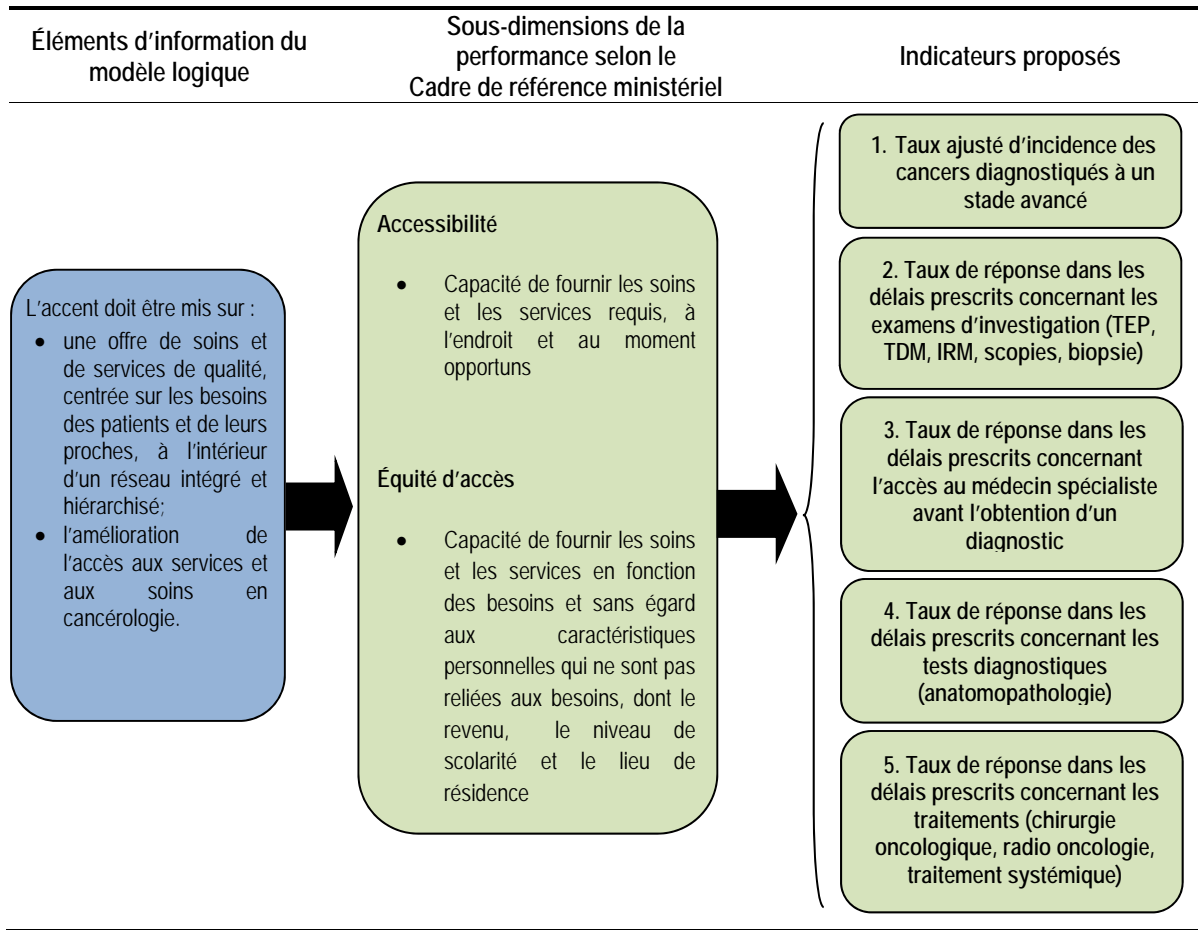 Éléments d'information du
modèle logique
Sous-dimensions de la
performance selon le
Cadre de référence ministériel
Indicateurs proposés
L'accent doit être mis sur :
• une offre de soins et
de services de qualité,
centrée sur les besoins
des patients et de leurs
proches, à l'intérieur
d'un réseau intégré et
hiérarchisé;
• l'amélioration de
l'accès aux services et
aux soins en
cancérologie.
Accessibilité
• Capacité de fournir les soins
et les services requis, à
l'endroit et au moment
opportuns
Équité d'accès
• Capacité de fournir les soins
et les services en fonction
des besoins et sans égard
aux caractéristiques
personnelles qui ne sont pas
reliées aux besoins, dont le
revenu, le niveau de
scolarité et le lieu de
résidence
1. Taux ajusté d'incidence des
cancers diagnostiqués à un
stade avancé
2. Taux de réponse dans les
délais prescrits concernant les
examens d'investigation (TEP,
TDM, IRM, scopies, biopsie)
3. Taux de réponse dans les
délais prescrits concernant
l'accès au médecin spécialiste
avant l'obtention d'un
diagnostic
4. Taux de réponse dans les
délais prescrits concernant les
tests diagnostiques
(anatomopathologie)
5. Taux de réponse dans les
délais prescrits concernant les
traitements (chirurgie
oncologique, radio oncologie,
traitement systémique)